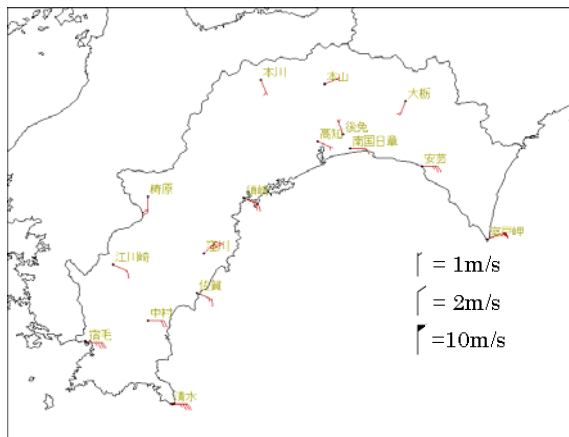 本川
本山
大栃
後免
高知
南国日章
安芸
梼原
須崎
室戸岬
江川崎
窪川
佐賀
中村
宿毛
清水
= 1m/s
= 2m/s
=10m/s